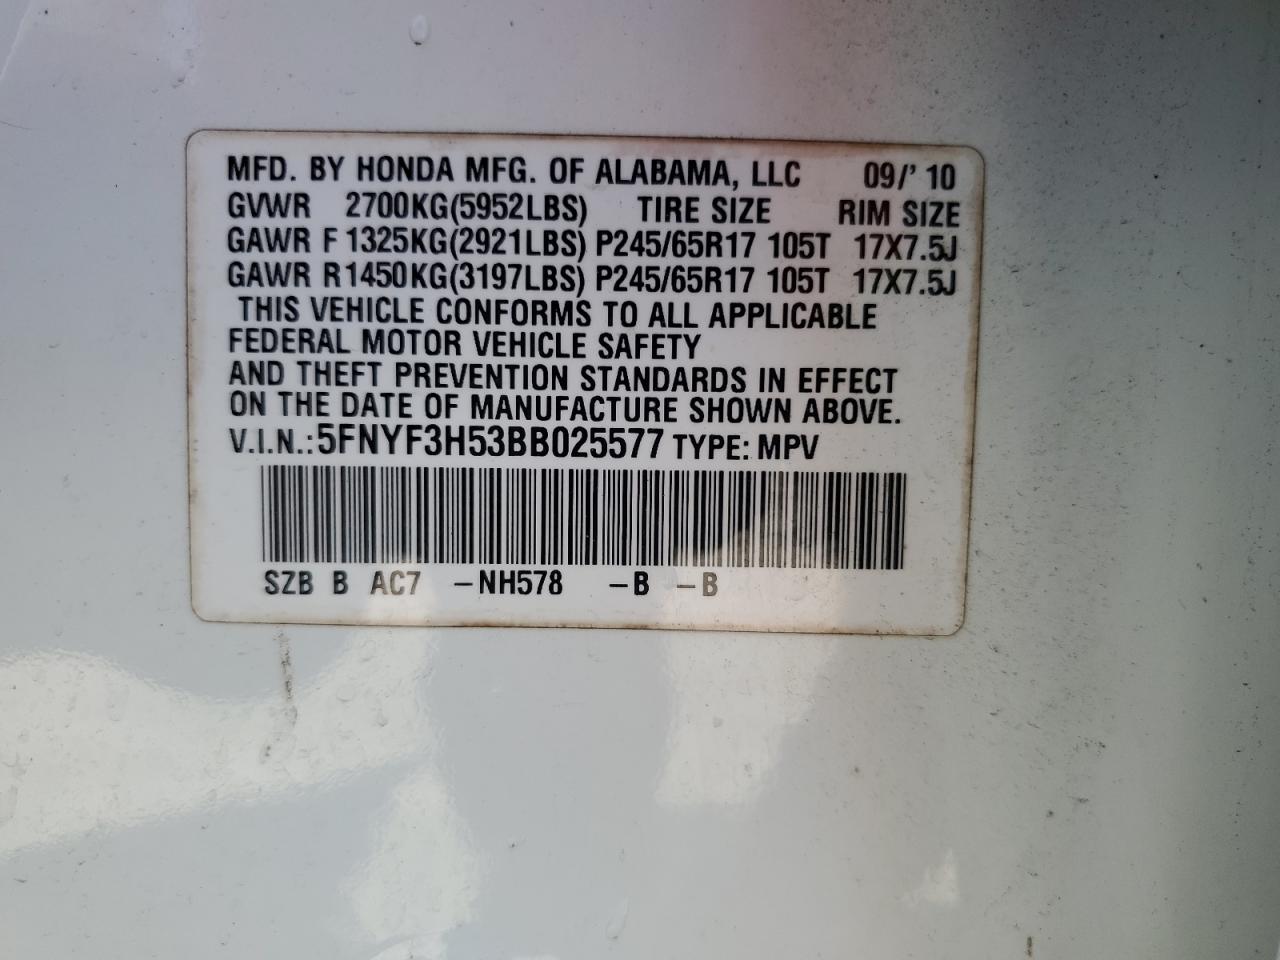 MFD. BY HONDA MFG. OF ALABAMA, LLC 09/' 10
GVWR 2700KG(5952LBS) TIRE SIZE RIM SIZE
GAWR F 1325KG(2921LBS) P245/65R17 105T 17X7.5J
GAWR R1450KG(3197LBS) P245/65R17 105T 17X7.5J
THIS VEHICLE CONFORMS TO ALL APPLICABLE
FEDERAL MOTOR VEHICLE SAFETY
AND THEFT PREVENTION STANDARDS IN EFFECT
ON THE DATE OF MANUFACTURE SHOWN ABOVE.
V.I.N.:5FNYF3H53BB025577 TYPE: MPV
SZB B AC7 –NH578 –B –B